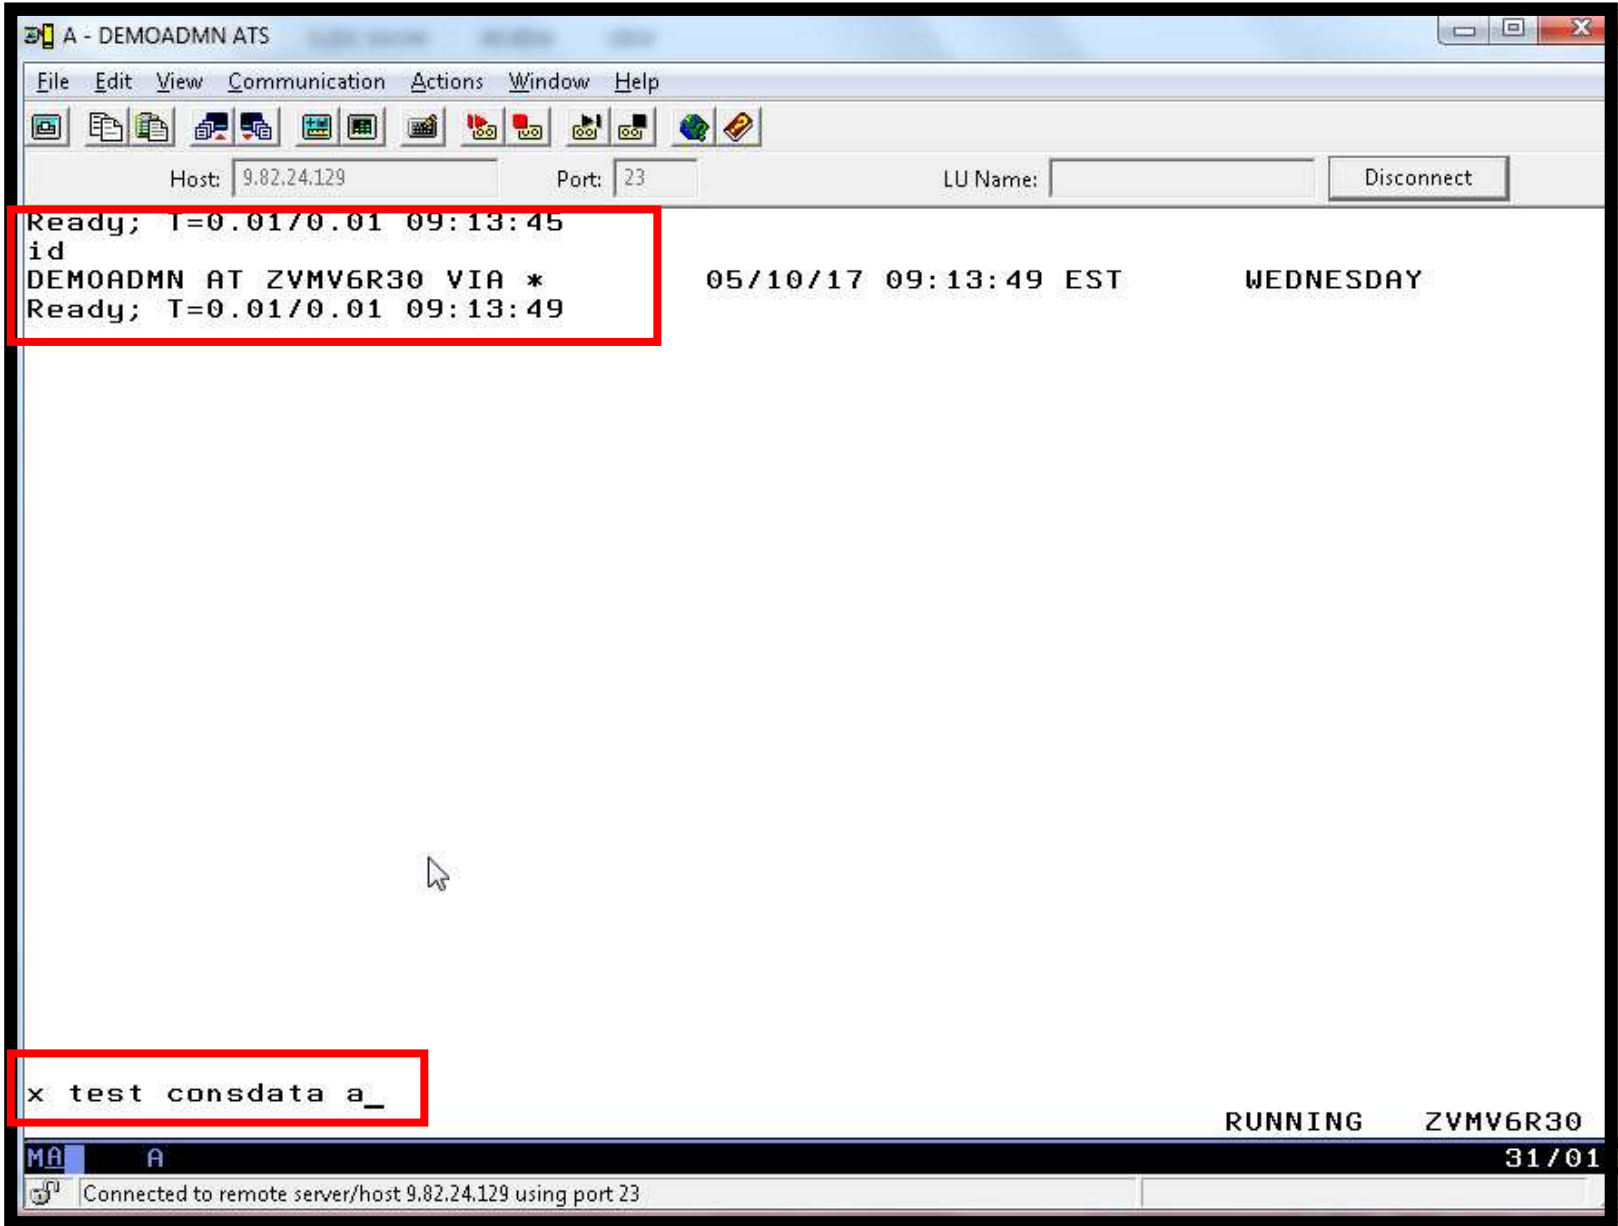 A - DEMOADMN ATS
File Edit View Communication Actions Window Help
Host: 9.82.24.129 Port: 23 LU Name: Disconnect
Ready; T=0.01/0.01 09:13:45
id
DEMOADMN AT ZVMV6R30 VIA * 05/10/17 09:13:49 EST WEDNESDAY
Ready; T=0.01/0.01 09:13:49
x test consdata a_
RUNNING ZVMV6R30
MA A 31/01
Connected to remote server/host 9.82.24.129 using port 23